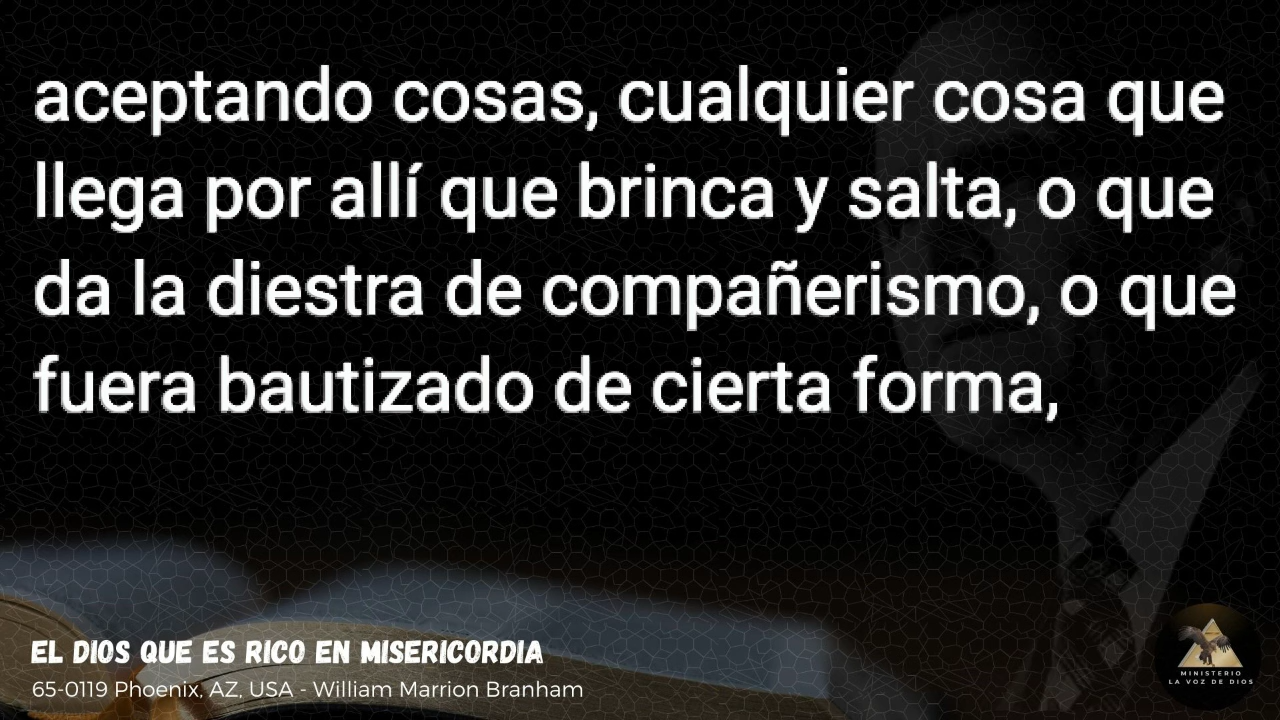 aceptando cosas, cualquier cosa que
llega por allí que brinca y salta, o que
da la diestra de compañerismo, o que
fuera bautizado de cierta forma,
EL DIOS QUE ES RICO EN MISERICORDIA
65-0119 Phoenix, AZ, USA - William Marrion Branham
MINISTERIO
LA VOZ DE DIOS